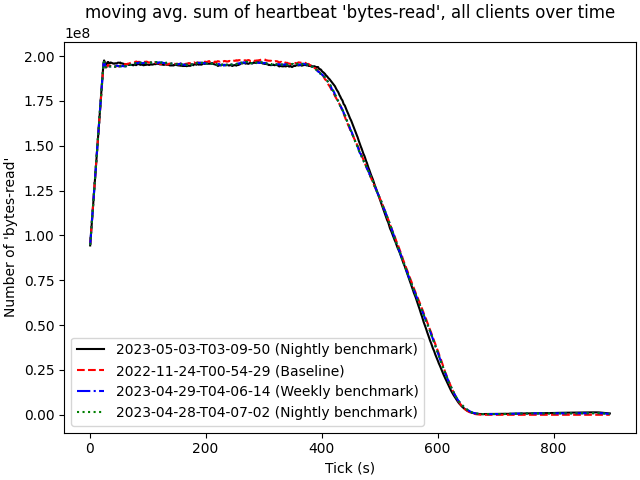 moving avg. sum of heartbeat 'bytes-read', all clients over time
1e8
2.00
1.75
1.50
1.25
1.00
0.75
0.50
0.25
0.00
Number of 'bytes-read'
2023-05-03-T03-09-50 (Nightly benchmark)
2022-11-24-T00-54-29 (Baseline)
2023-04-29-T04-06-14 (Weekly benchmark)
2023-04-28-T04-07-02 (Nightly benchmark)
0 200 400 600 800
Tick (s)